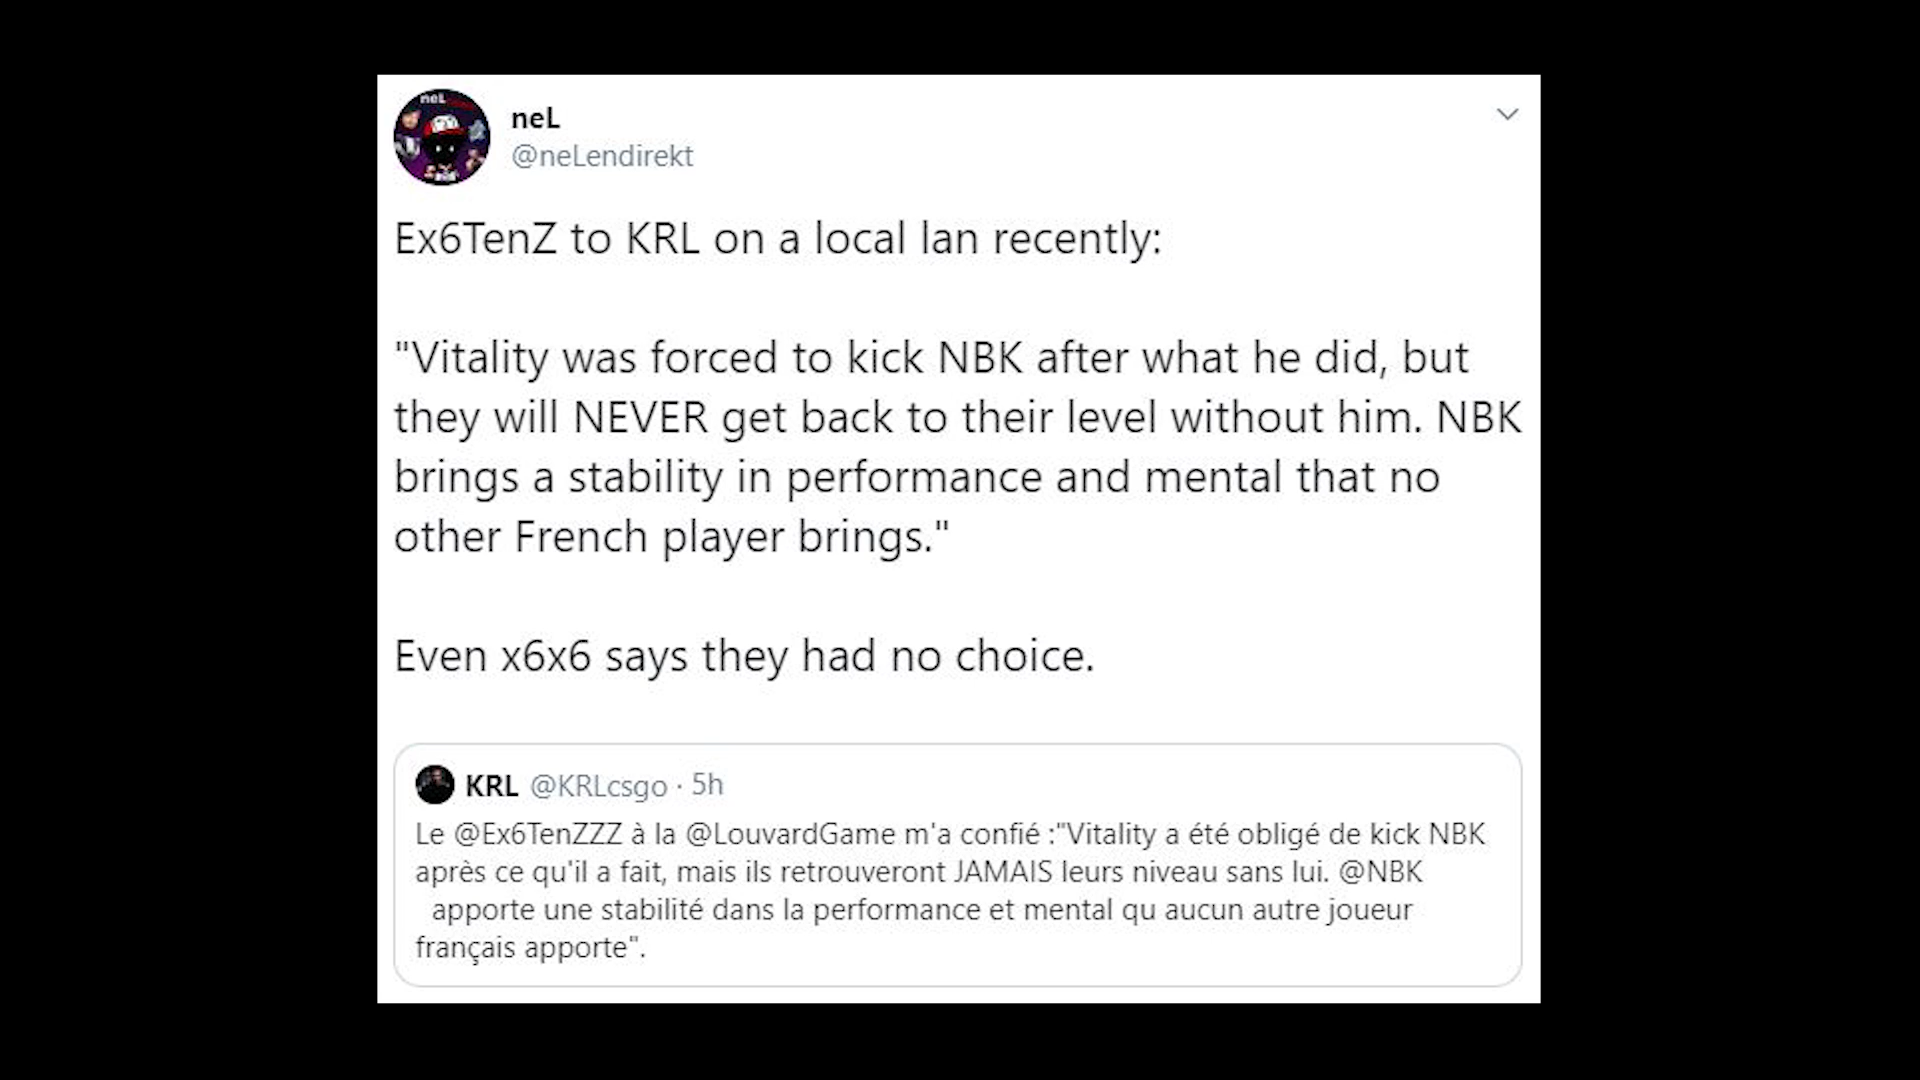 neL
neL
@neLendirekt
Ex6TenZ to KRL on a local lan recently:
"Vitality was forced to kick NBK after what he did, but
they will NEVER get back to their level without him. NBK
brings a stability in performance and mental that no
other French player brings."
Even x6x6 says they had no choice.
KRL @KRLcsgo · 5h
Le @Ex6TenZZZ à la @LouvardGame m'a confié :"Vitality a été obligé de kick NBK
après ce qu'il a fait, mais ils retrouveront JAMAIS leurs niveau sans lui. @NBK
apporte une stabilité dans la performance et mental qu aucun autre joueur
français apporte".